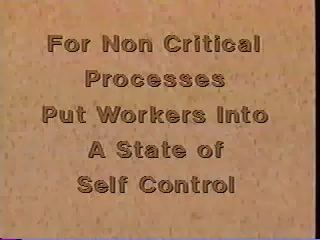 For Non Critical
Processes
Put Workers Into
A State of
Self Control